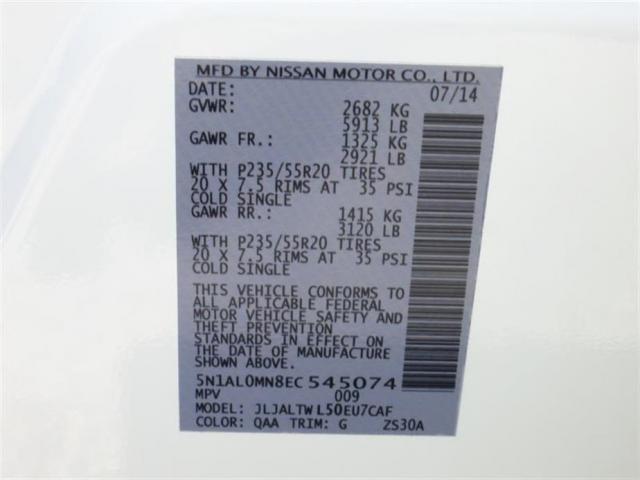 MFD BY NISSAN MOTOR CO., LTD.
DATE: 07/14
GVWR: 2682 KG
5913 LB
GAWR FR.: 1325 KG
2921 LB
WITH P235/55R20 TIRES
20 X 7.5 RIMS AT 35 PSI
COLD SINGLE
GAWR RR.: 1415 KG
3120 LB
WITH P235/55R20 TIRES
20 X 7.5 RIMS AT 35 PSI
COLD SINGLE
THIS VEHICLE CONFORMS TO
ALL APPLICABLE FEDERAL
MOTOR VEHICLE SAFETY AND
THEFT PREVENTION
STANDARDS IN EFFECT ON
THE DATE OF MANUFACTURE
SHOWN ABOVE.
5N1AL0MN8EC545074
MPV 009
MODEL: JLJALTWL50EU7CAF
COLOR: QAA TRIM: G ZS30A